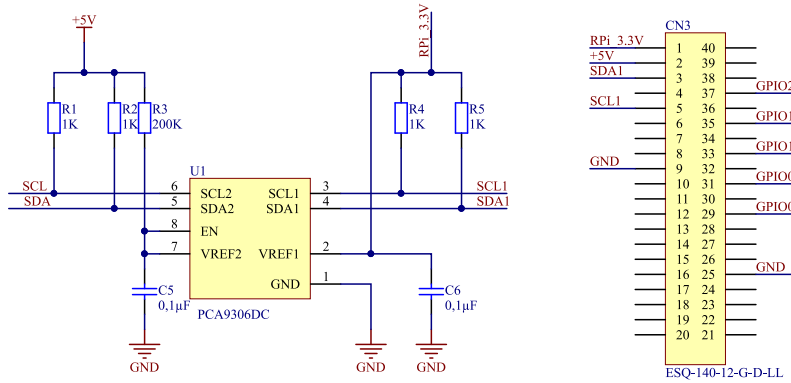 +5V
RPi_3.3V
R1
1K
R2
1K
R3
200K
R4
1K
R5
1K
U1
SCL
6
SCL2
SCL1
3
SCL1
SDA
5
SDA2
SDA1
4
SDA1
8
EN
7
VREF2
VREF1
2
GND
1
C5
0,1µF
C6
0,1µF
PCA9306DC
GND
GND
GND
CN3
RPi_3.3V
1 40
+5V
2 39
SDA1
3 38
4 37
GPIO2
SCL1
5 36
6 35
GPIO1
7 34
8 33
GPIO1
GND
9 32
10 31
GPIO0
11 30
12 29
GPIO0
13 28
14 27
15 26
16 25
GND
17 24
18 23
19 22
20 21
ESQ-140-12-G-D-LL